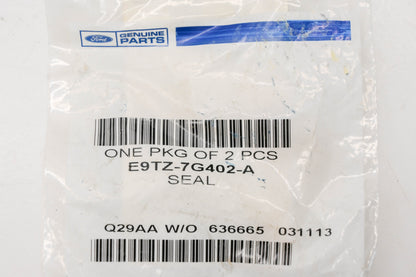 Ford GENUINE
PARTS
ONE PKG OF 2 PCS
E9TZ-7G402-A
SEAL
Q29AA W/O 636665 031113